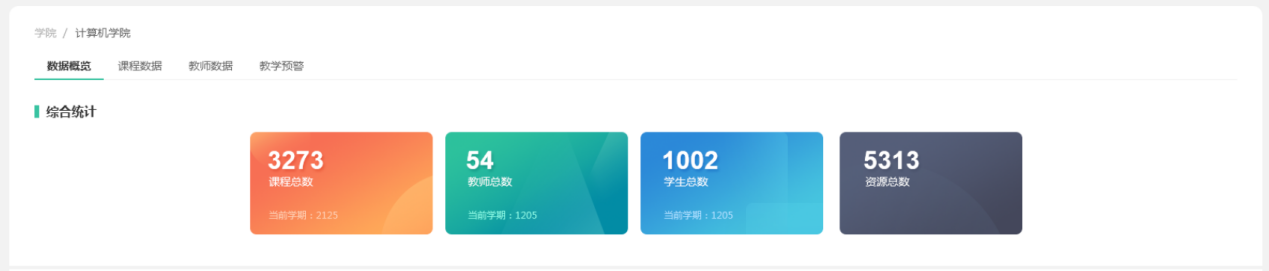 学院 / 计算机学院
数据概览 课程数据 教师数据 教学预警
综合统计
3273
课程总数
当前学期：2125
54
教师总数
当前学期：1205
1002
学生总数
当前学期：1205
5313
资源总数